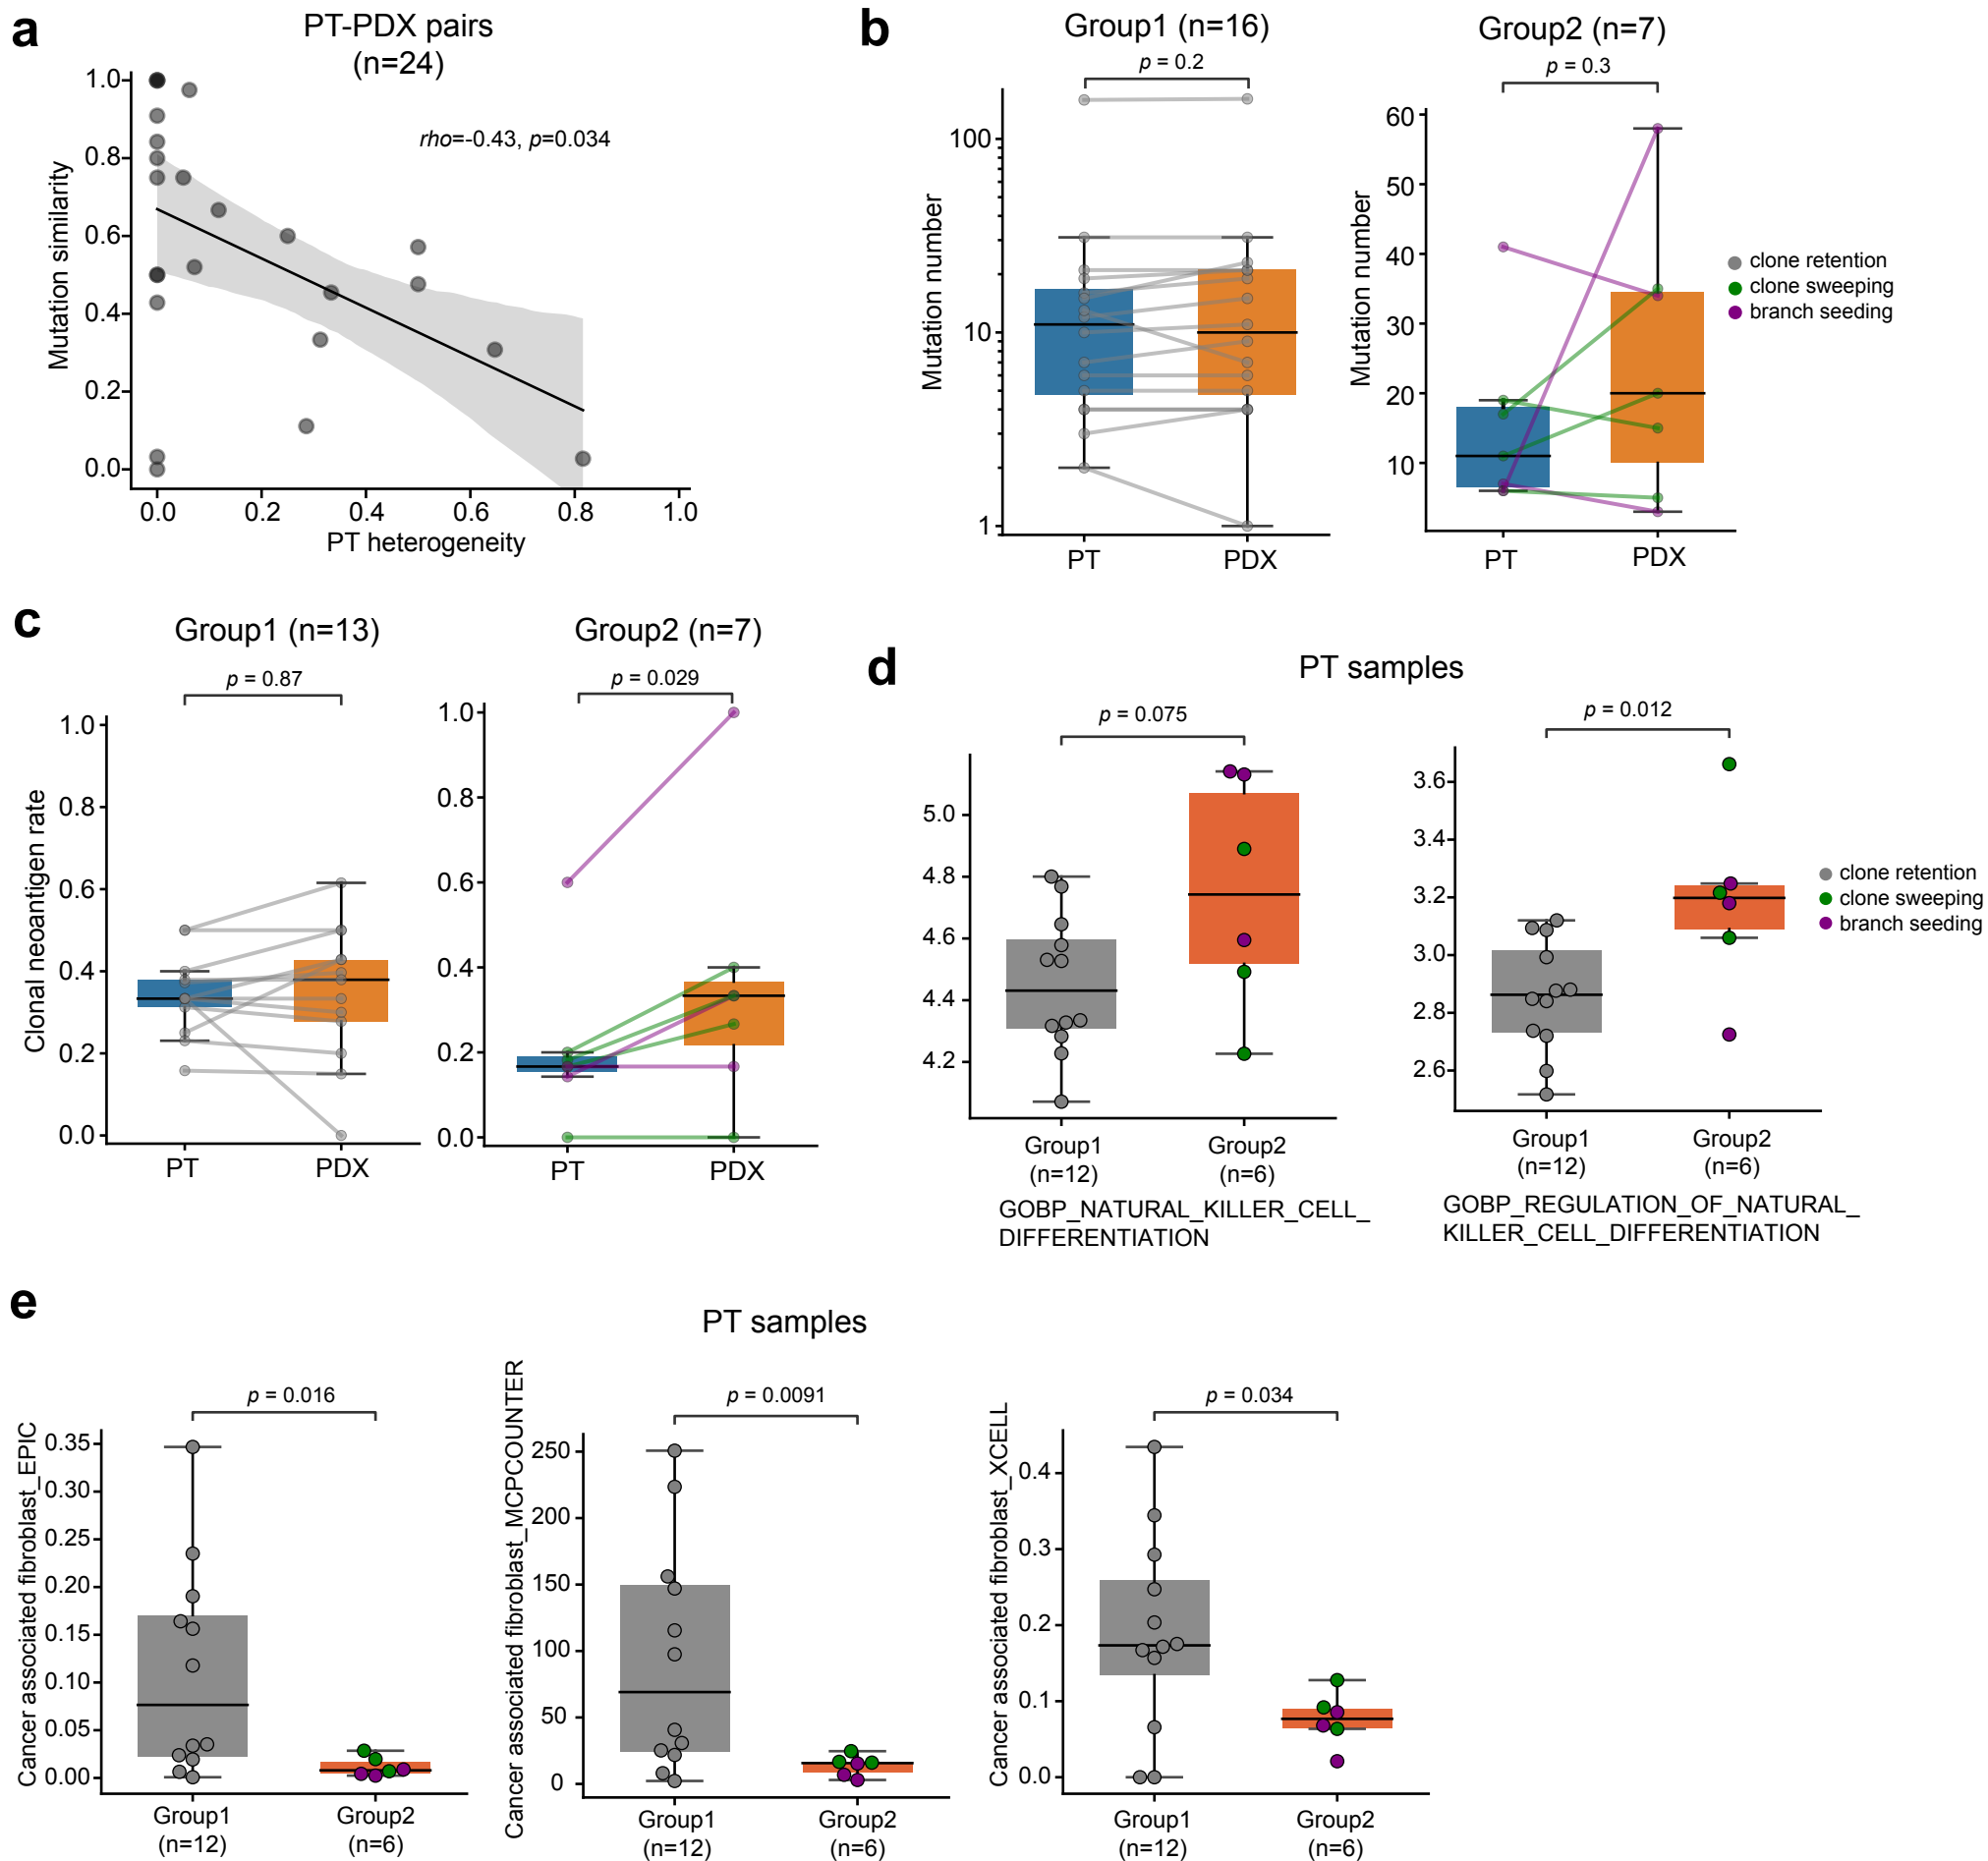 a
PT-PDX pairs
(n=24)
rho=-0.43, p=0.034
Mutation similarity
1.0
0.8
0.6
0.4
0.2
0.0
0.0 0.2 0.4 0.6 0.8 1.0
PT heterogeneity
b
Group1 (n=16)
p = 0.2
Mutation number
100
10
1
PT PDX
Group2 (n=7)
p = 0.3
Mutation number
60
50
40
30
20
10
PT PDX
clone retention
clone sweeping
branch seeding
c
Group1 (n=13)
p = 0.87
Clonal neoantigen rate
1.0
0.8
0.6
0.4
0.2
0.0
PT PDX
Group2 (n=7)
p = 0.029
1.0
0.8
0.6
0.4
0.2
0.0
PT PDX
d
PT samples
p = 0.075
5.0
4.8
4.6
4.4
4.2
Group1 Group2
(n=12) (n=6)
GOBP_NATURAL_KILLER_CELL_
DIFFERENTIATION
p = 0.012
3.6
3.4
3.2
3.0
2.8
2.6
Group1 Group2
(n=12) (n=6)
GOBP_REGULATION_OF_NATURAL_
KILLER_CELL_DIFFERENTIATION
clone retention
clone sweeping
branch seeding
e
PT samples
p = 0.016
Cancer associated fibroblast_EPIC
0.35
0.30
0.25
0.20
0.15
0.10
0.05
0.00
Group1 Group2
(n=12) (n=6)
p = 0.0091
Cancer associated fibroblast_MCPCOUNTER
250
200
150
100
50
0
Group1 Group2
(n=12) (n=6)
p = 0.034
Cancer associated fibroblast_XCELL
0.4
0.3
0.2
0.1
0.0
Group1 Group2
(n=12) (n=6)